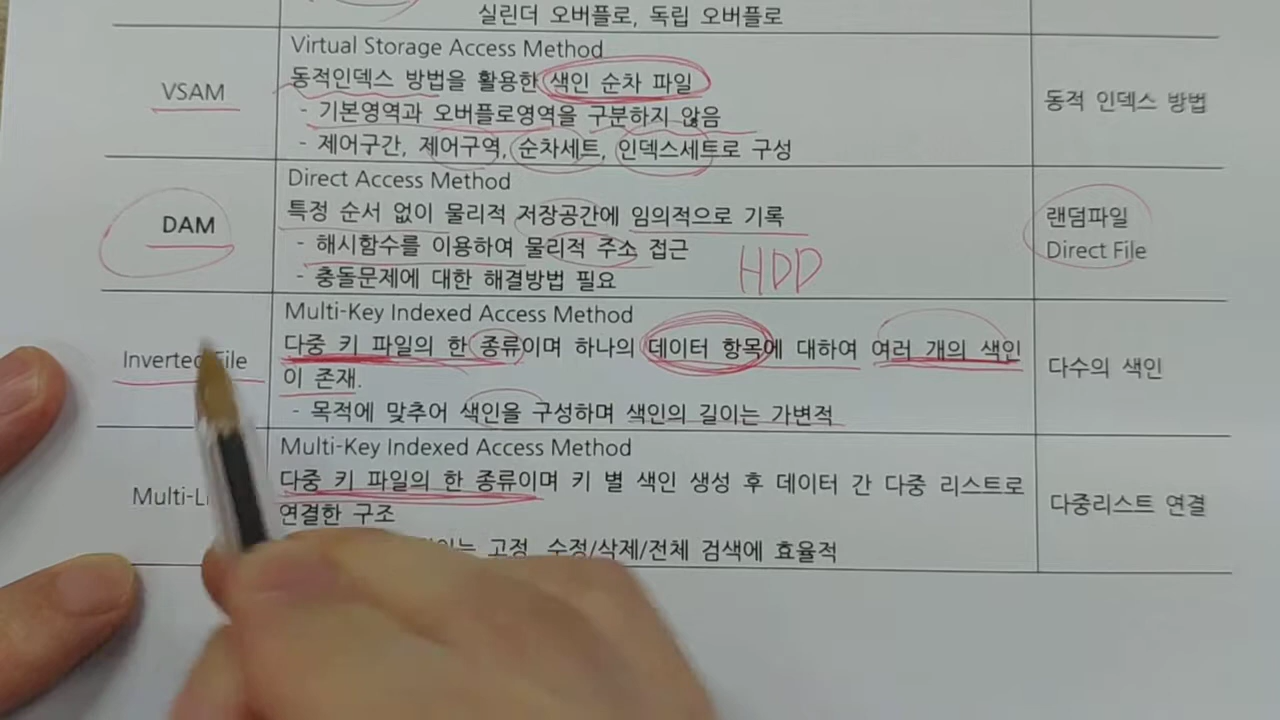 실린더 오버플로, 독립 오버플로
VSAM
Virtual Storage Access Method
동적인덱스 방법을 활용한 색인 순차 파일
- 기본영역과 오버플로영역을 구분하지 않음
- 제어구간, 제어구역, 순차세트, 인덱스세트로 구성
동적 인덱스 방법
DAM
Direct Access Method
특정 순서 없이 물리적 저장공간에 임의적으로 기록
- 해시함수를 이용하여 물리적 주소 접근
- 충돌문제에 대한 해결방법 필요
HDD
랜덤파일
Direct File
Inverted File
Multi-Key Indexed Access Method
다중 키 파일의 한 종류이며 하나의 데이터 항목에 대하여 여러 개의 색인
이 존재.
- 목적에 맞추어 색인을 구성하며 색인의 길이는 가변적
다수의 색인
Multi-Key Indexed Access Method
다중 키 파일의 한 종류이며 키 별 색인 생성 후 데이터 간 다중 리스트로
연결한 구조
고정, 수정/삭제/전체 검색에 효율적
다중리스트 연결